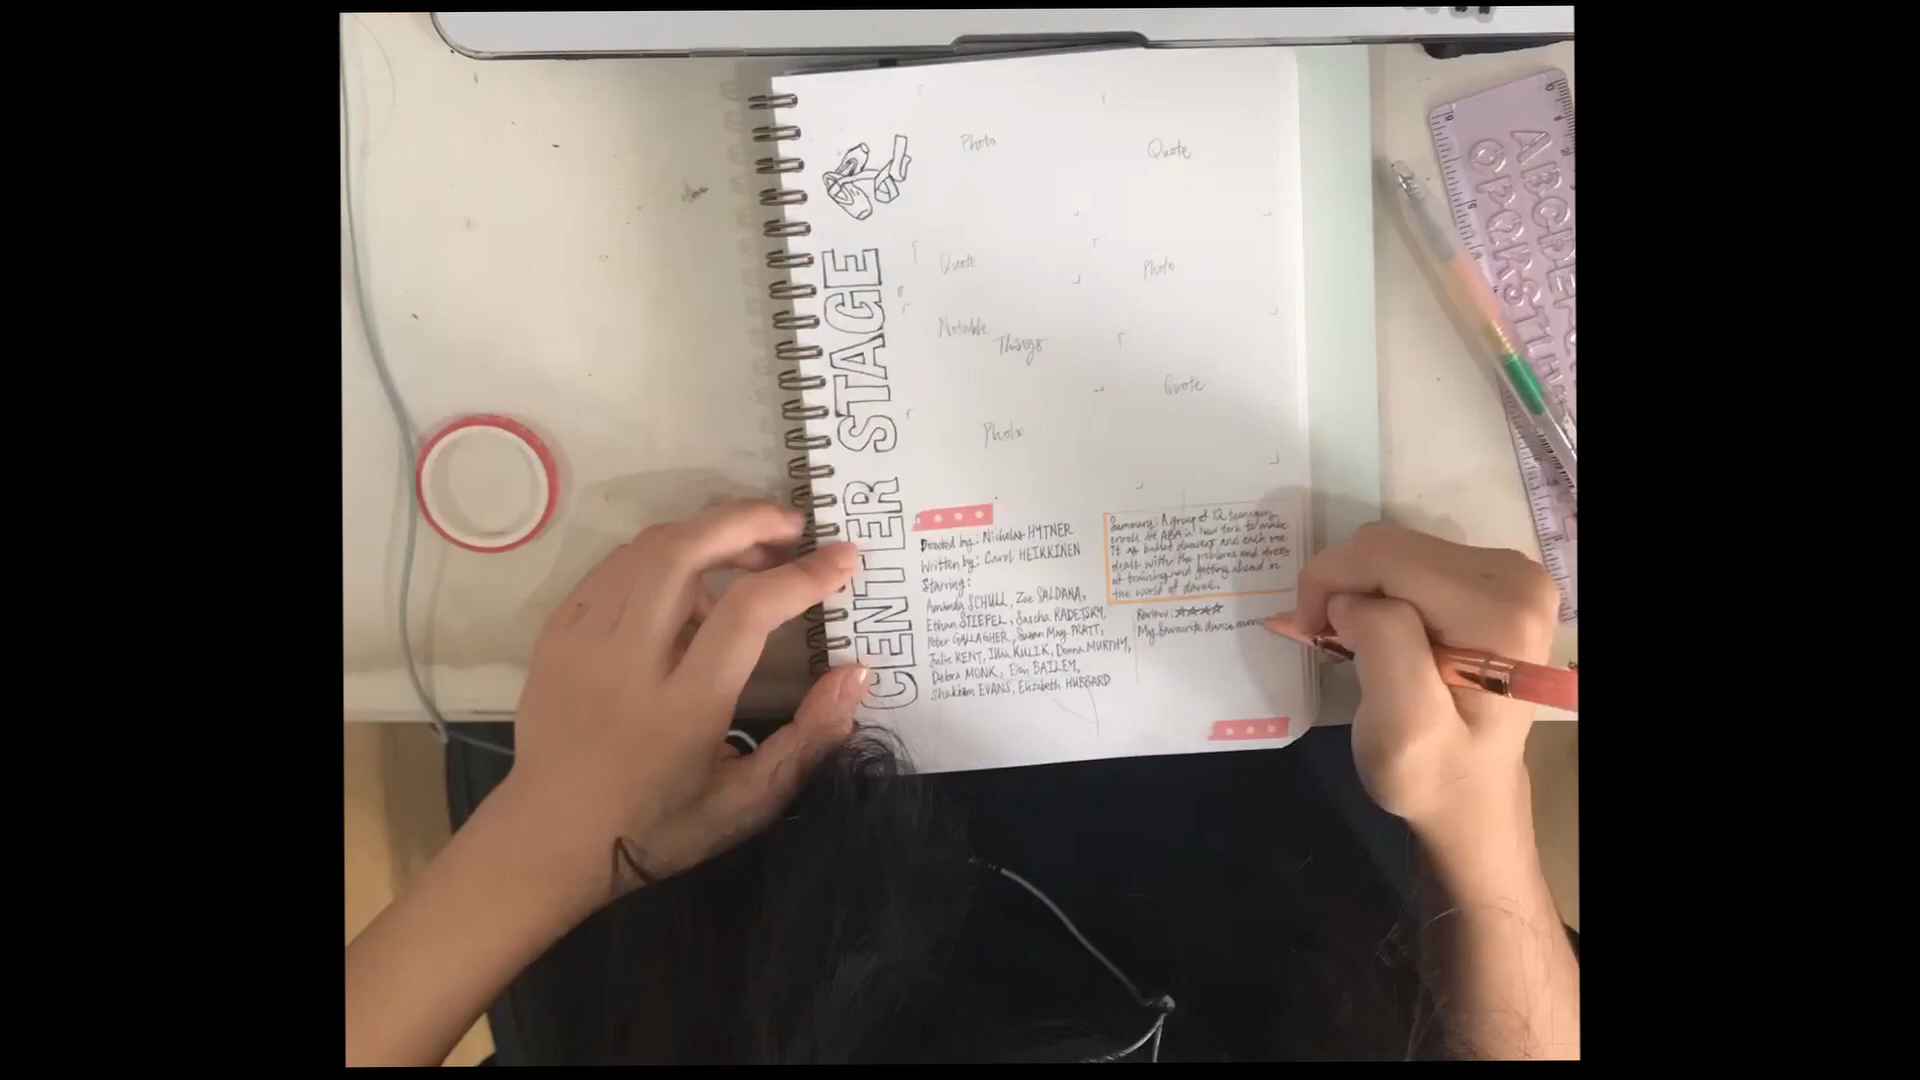 CENTER STAGE
Photo
Quote
Quote
Photo
Notable
Things
Quote
Photo
Directed by: Nicholas HYTNER
Written by: Carol HEIKKINEN
Starring:
Amanda SCHULL, Zoe SALDANA,
Ethan STIEFEL, Sascha RADETSKY,
Peter GALLAGHER, Susan May PRATT,
Julie KENT, Ilia KULIK, Donna MURPHY,
Debra MONK, Eion BAILEY,
Shakiem EVANS, Elizabeth HUBBARD
Summary: A group of 12 teenagers
enroll at ABA in New York to make
it as ballet dancers and each one
deals with the problems and stress
of training and getting ahead in
the world of dance.
Review: ☆☆☆☆
My favourite dance